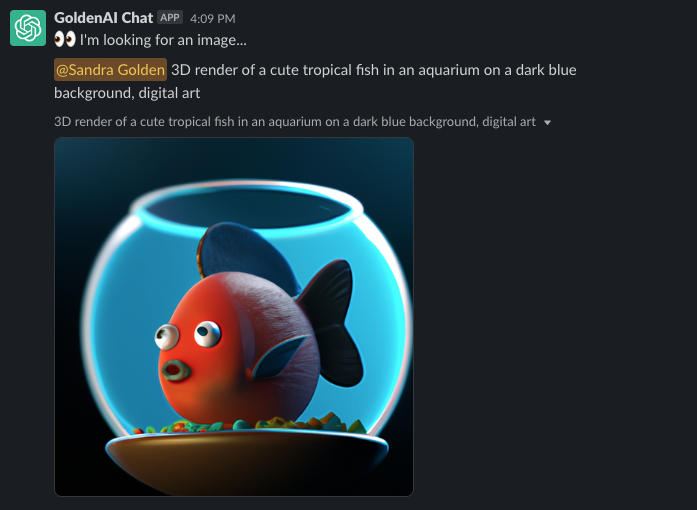 GoldenAI Chat APP 4:09 PM
👀 I'm looking for an image...
@Sandra Golden 3D render of a cute tropical fish in an aquarium on a dark blue
background, digital art
3D render of a cute tropical fish in an aquarium on a dark blue background, digital art